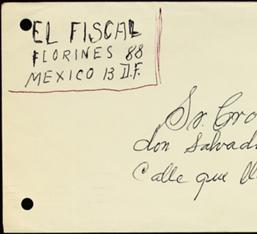 EL FISCAL
FLORINES 88
MEXICO 13 D.F.
Sr.
don Salvad
Calle que